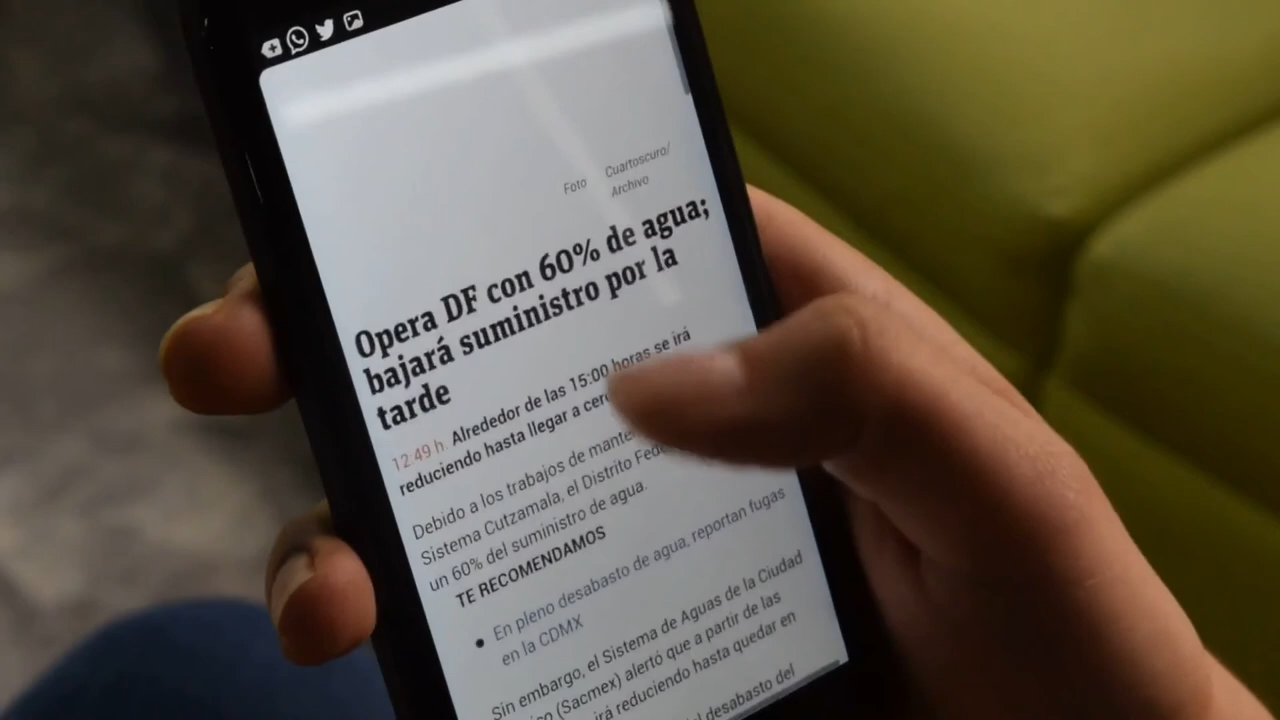 Foto Cuartoscuro/
Archivo
Opera DF con 60% de agua;
bajará suministro por la
tarde
12:49 h. Alrededor de las 15:00 horas se irá
reduciendo hasta llegar a
Debido a los trabajos de
Sistema Cutzamala, el Distrito
un 60% del suministro de agua.
TE RECOMENDAMOS
• En pleno desabasto de agua, reportan fugas
en la CDMX
Sin embargo, el Sistema de Aguas de la Ciudad
(Sacmex) alertó que a partir de las
irá reduciendo hasta quedar en
desabasto del